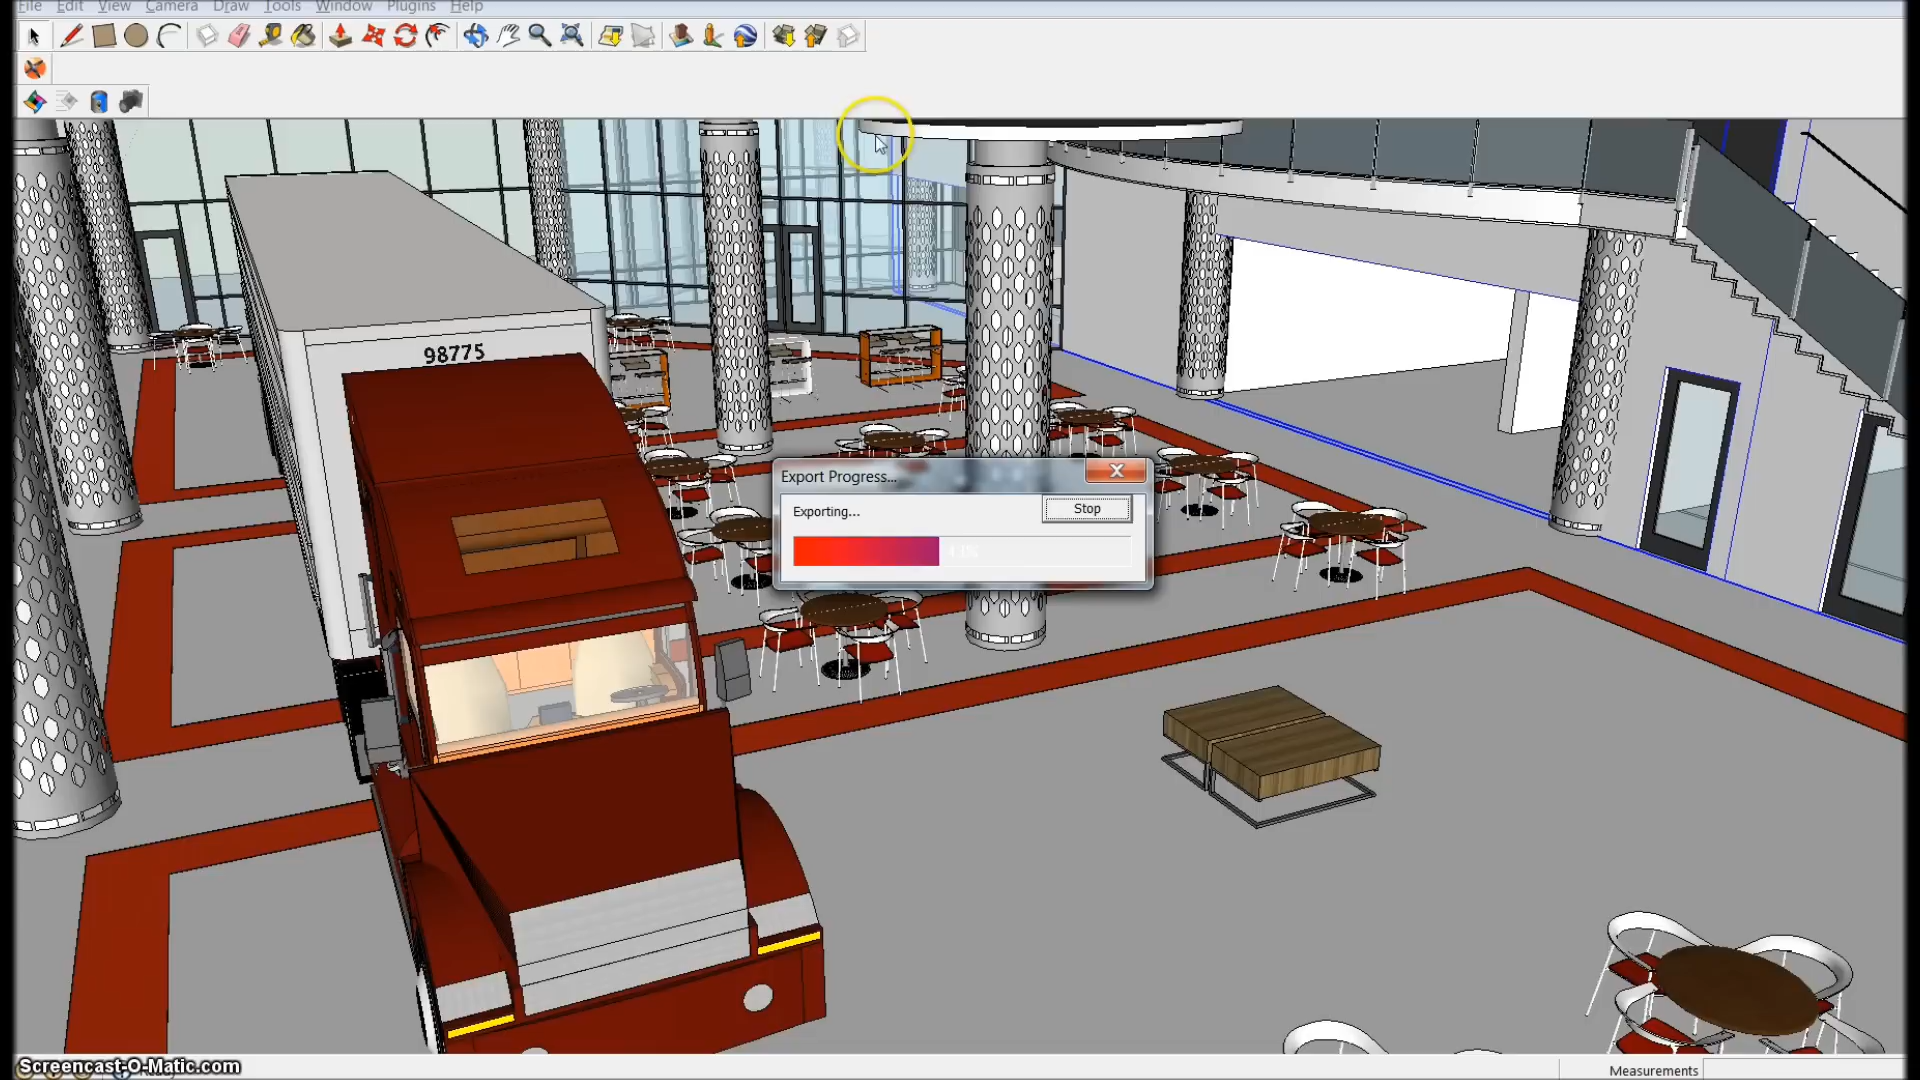 File Edit View Camera Draw Tools Window Plugins Help
98775
Export Progress...
Exporting...
Stop
Screencast-O-Matic.com
Measurements